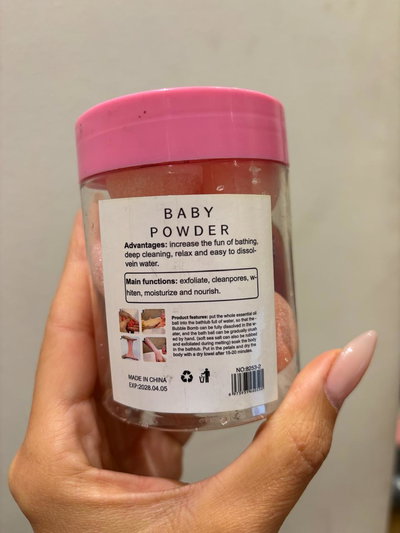 BABY
POWDER
Advantages: increase the fun of bathing,
deep cleaning, relax and easy to dissol-
vein water.
Main functions: exfoliate, cleanpores, w-
hiten, moisturize and nourish.
Product features: put the whole essential oil
ball into the bathtub full of water, so that the
Bubble Bomb can be fully dissolved in the w-
ater, and the bath ball can be gradually
ed by hand. (soft sea salt can also be rubbed
and exfoliated during melting) soak the body
in the bathtub. Put in the petals and dry the
body with a dry towel after 15-20 minutes.
MADE IN CHINA
EXP:2028.04.05
NO:8253-2